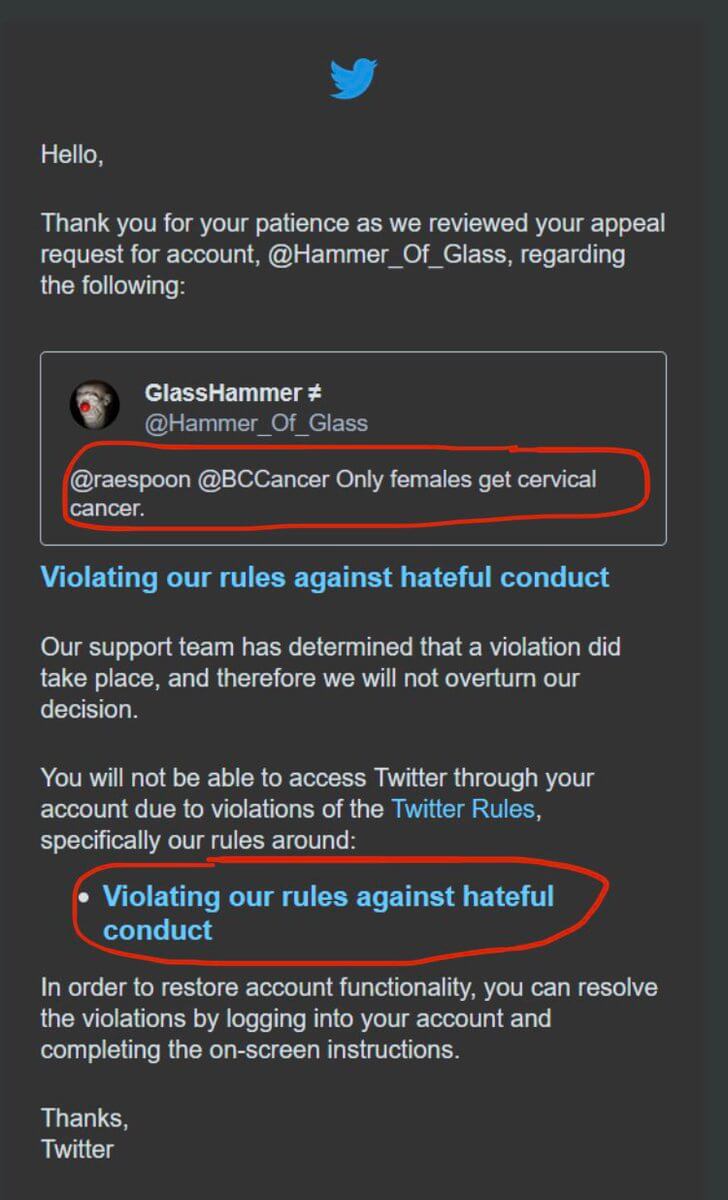 Hello,
Thank you for your patience as we reviewed your appeal
request for account, @Hammer_Of_Glass, regarding
the following:
GlassHammer ≠
@Hammer_Of_Glass
@raespoon @BCCancer Only females get cervical
cancer.
Violating our rules against hateful conduct
Our support team has determined that a violation did
take place, and therefore we will not overturn our
decision.
You will not be able to access Twitter through your
account due to violations of the Twitter Rules,
specifically our rules around:
• Violating our rules against hateful
conduct
In order to restore account functionality, you can resolve
the violations by logging into your account and
completing the on-screen instructions.
Thanks,
Twitter